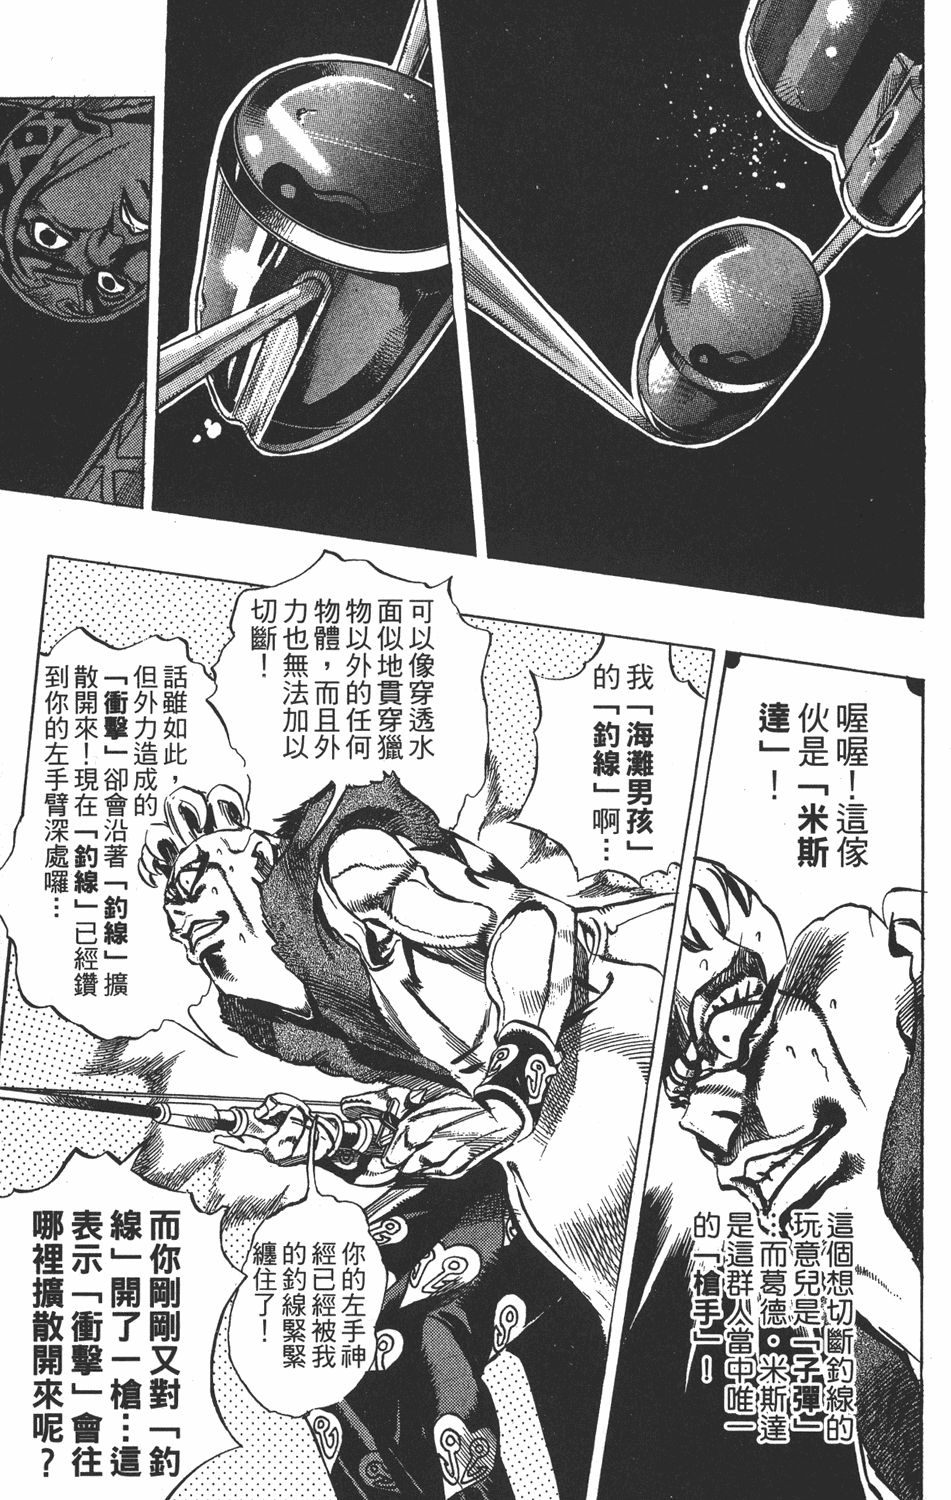 喔喔！這傢
伙是「米斯
達」！
這個想切斷釣線的
玩意兒是「子彈」
…而葛德・米斯達
是這群人當中唯一
的「槍手」！
我「海灘男孩」
的「釣線」啊…
可以像穿透水
面似地貫穿獵
物以外的任何
物體，而且外
力也無法加以
切斷！
話雖如此，
但外力造成的
「衝擊」卻會沿著「釣線」擴
散開來！現在「釣線」已經鑽
到你的左手臂深處囉…
你的左手神
經已經被我
的釣線緊緊
纏住了！
而你剛剛又對「釣
線」開了一槍…這
表示「衝擊」會往
哪裡擴散開來呢？